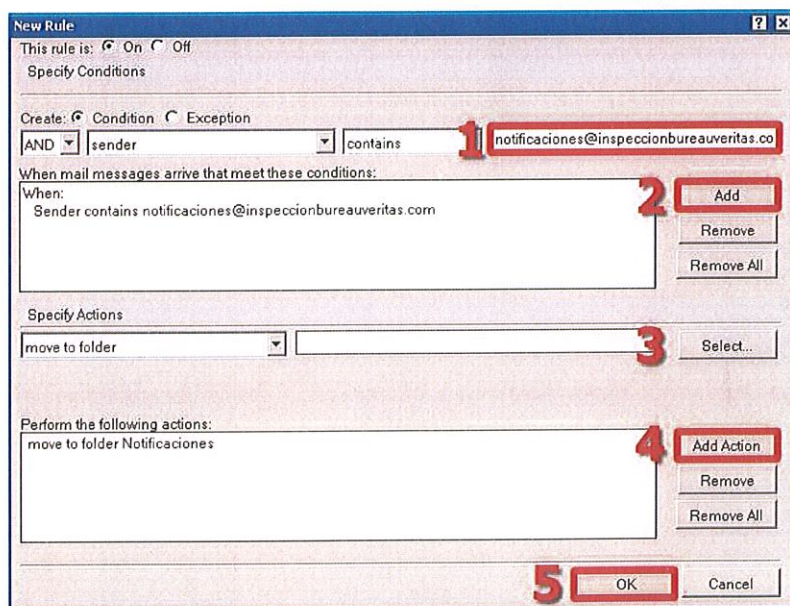 New Rule
This rule is: On Off
Specify Conditions
Create: Condition Exception
AND sender contains 1 notificaciones@inspeccionbureauveritas.co
When mail messages arrive that meet these conditions:
When:
Sender contains notificaciones@inspeccionbureauveritas.com
2 Add
Remove
Remove All
Specify Actions
move to folder 3 Select...
Perform the following actions:
move to folder Notificaciones
4 Add Action
Remove
Remove All
5 OK Cancel